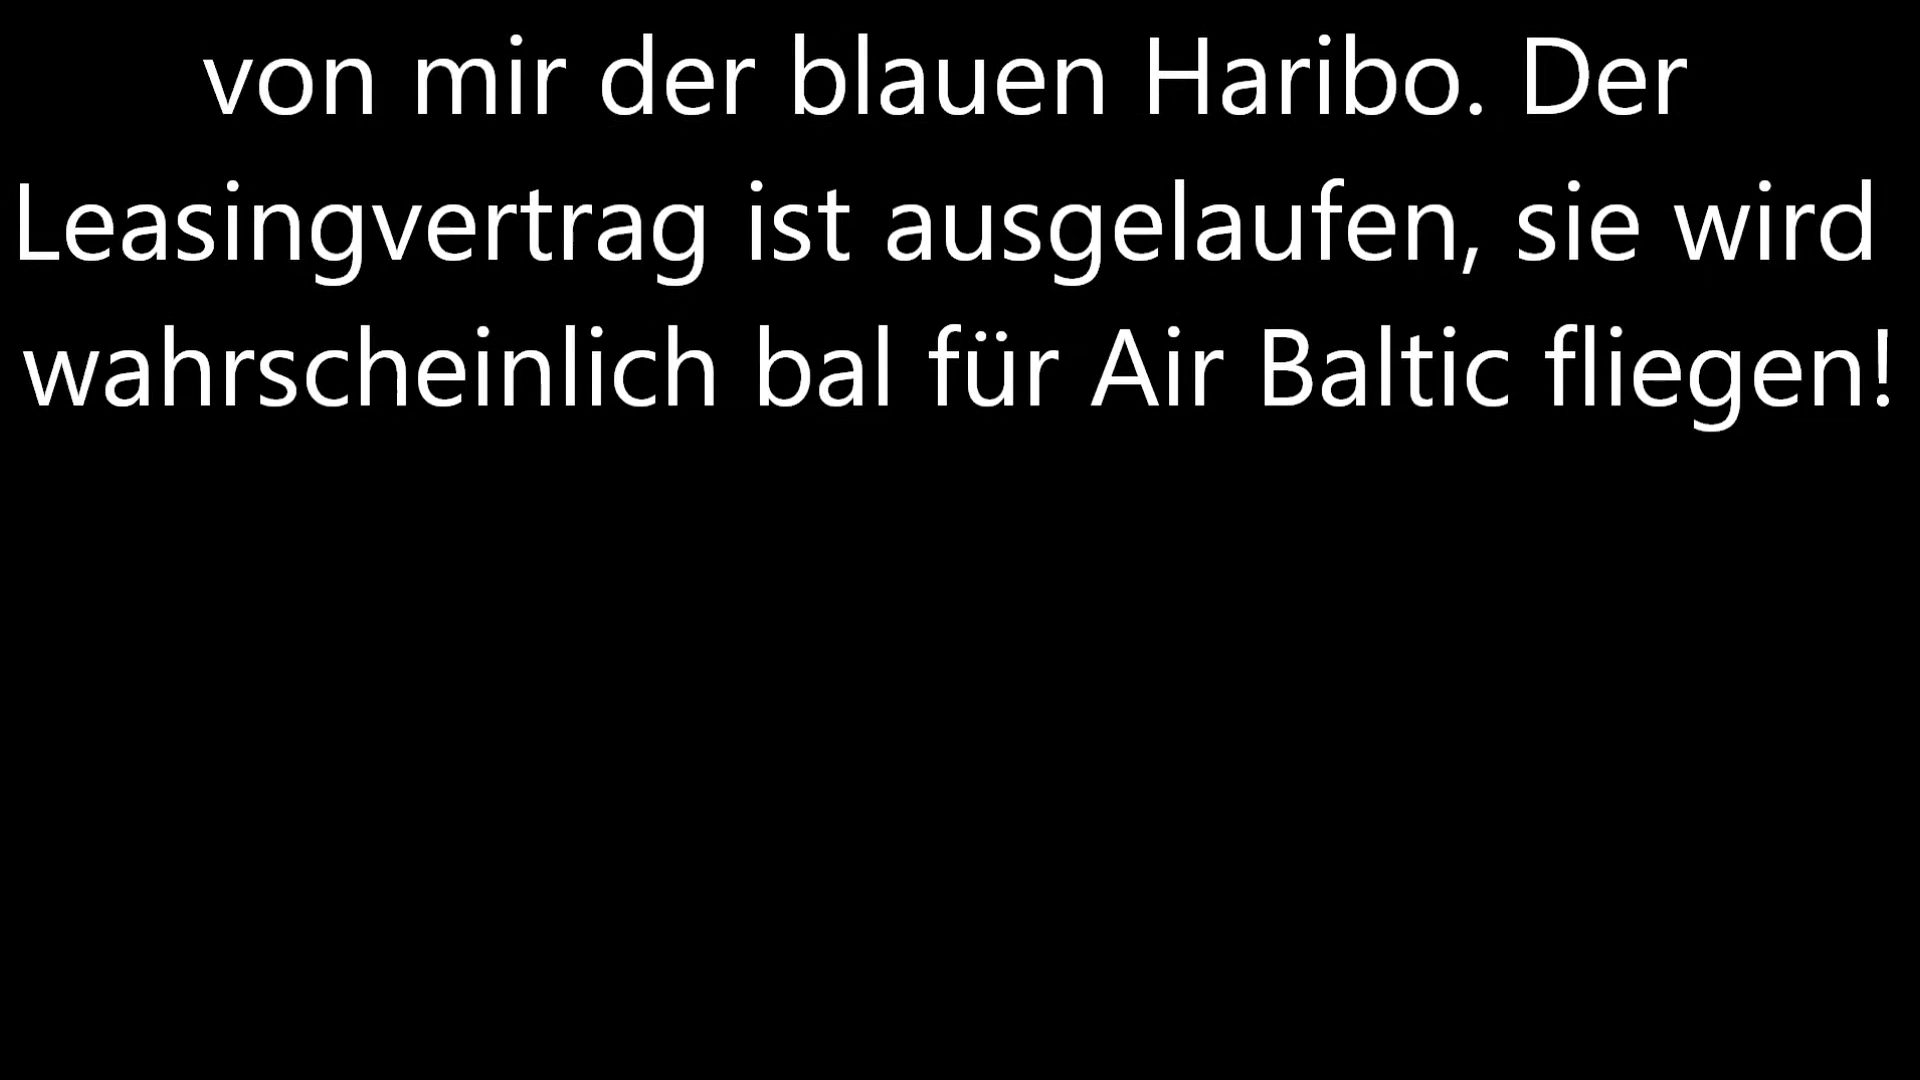 von mir der blauen Haribo. Der
Leasingvertrag ist ausgelaufen, sie wird
wahrscheinlich bal für Air Baltic fliegen!